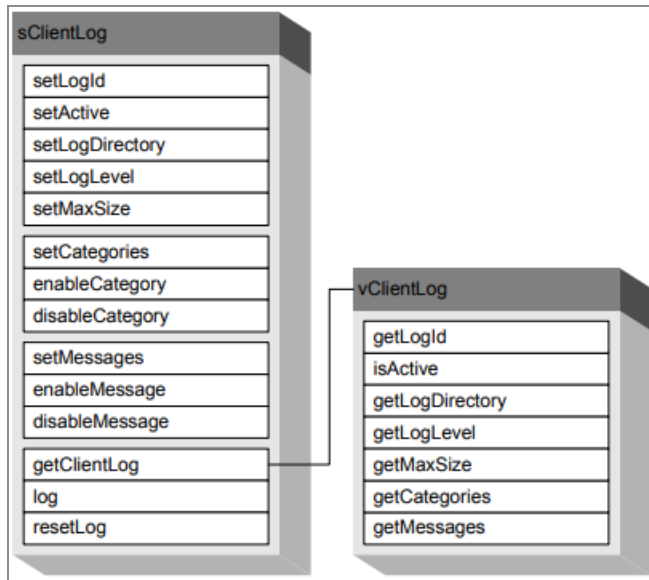 sClientLog
setLogId
setActive
setLogDirectory
setLogLevel
setMaxSize
setCategories
enableCategory
disableCategory
setMessages
enableMessage
disableMessage
getClientLog
log
resetLog
vClientLog
getLogId
isActive
getLogDirectory
getLogLevel
getMaxSize
getCategories
getMessages